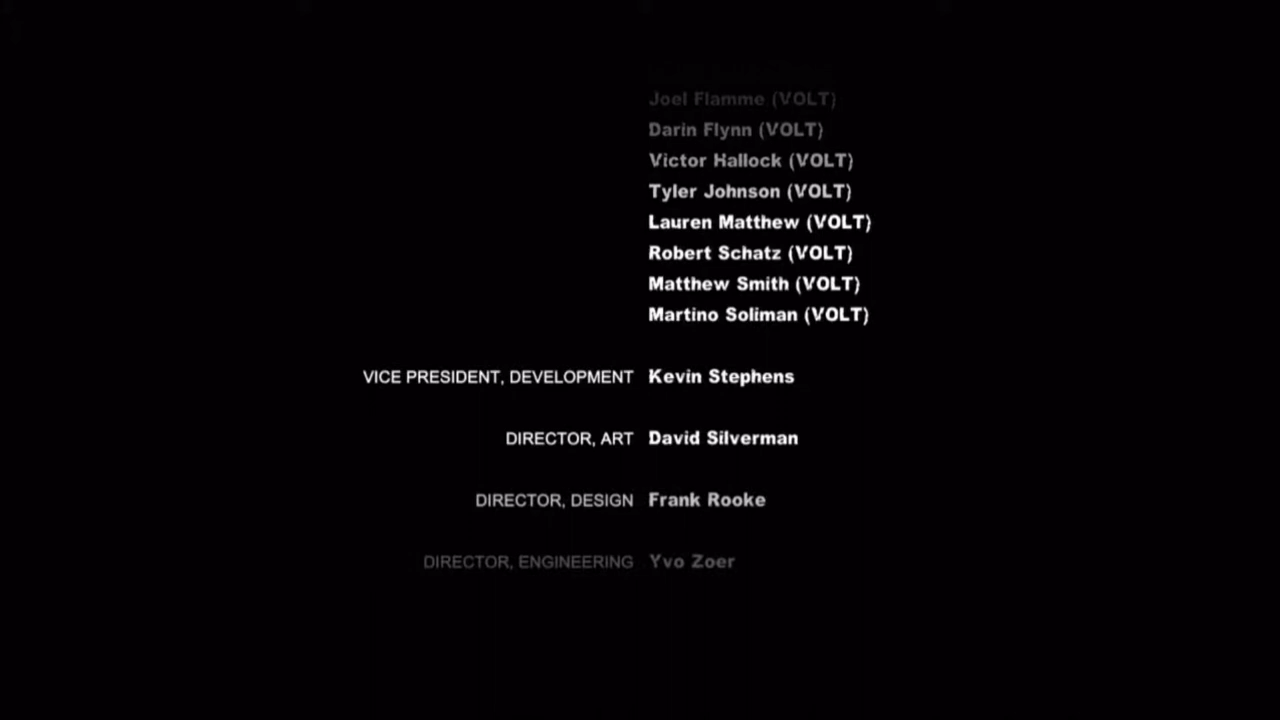 Joel Flamme (VOLT)
Darin Flynn (VOLT)
Victor Hallock (VOLT)
Tyler Johnson (VOLT)
Lauren Matthew (VOLT)
Robert Schatz (VOLT)
Matthew Smith (VOLT)
Martino Soliman (VOLT)
VICE PRESIDENT, DEVELOPMENT Kevin Stephens
DIRECTOR, ART David Silverman
DIRECTOR, DESIGN Frank Rooke
DIRECTOR, ENGINEERING Yvo Zoer